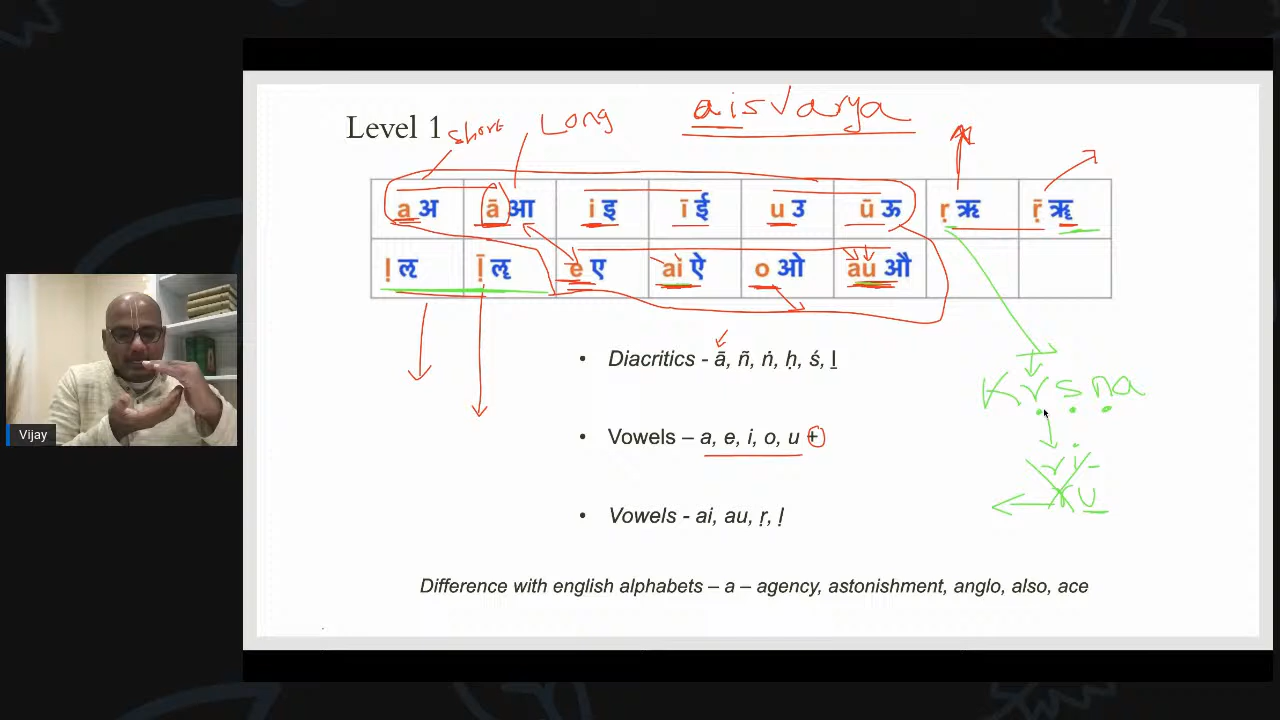 aisvarya
Level 1 short Long
a अ ā आ i इ ī ई u उ ū ऊ ṛ ऋ ṝ ॠ
ḷ ऌ ḹ ॡ e ए ai ऐ o ओ au औ
• Diacritics - ā, ñ, ṅ, ḥ, ś, ḻ
Kṛṣṇa
• Vowels – a, e, i, o, u +
ri
ru
• Vowels - ai, au, ṛ, ḷ
Difference with english alphabets – a – agency, astonishment, anglo, also, ace
Vijay